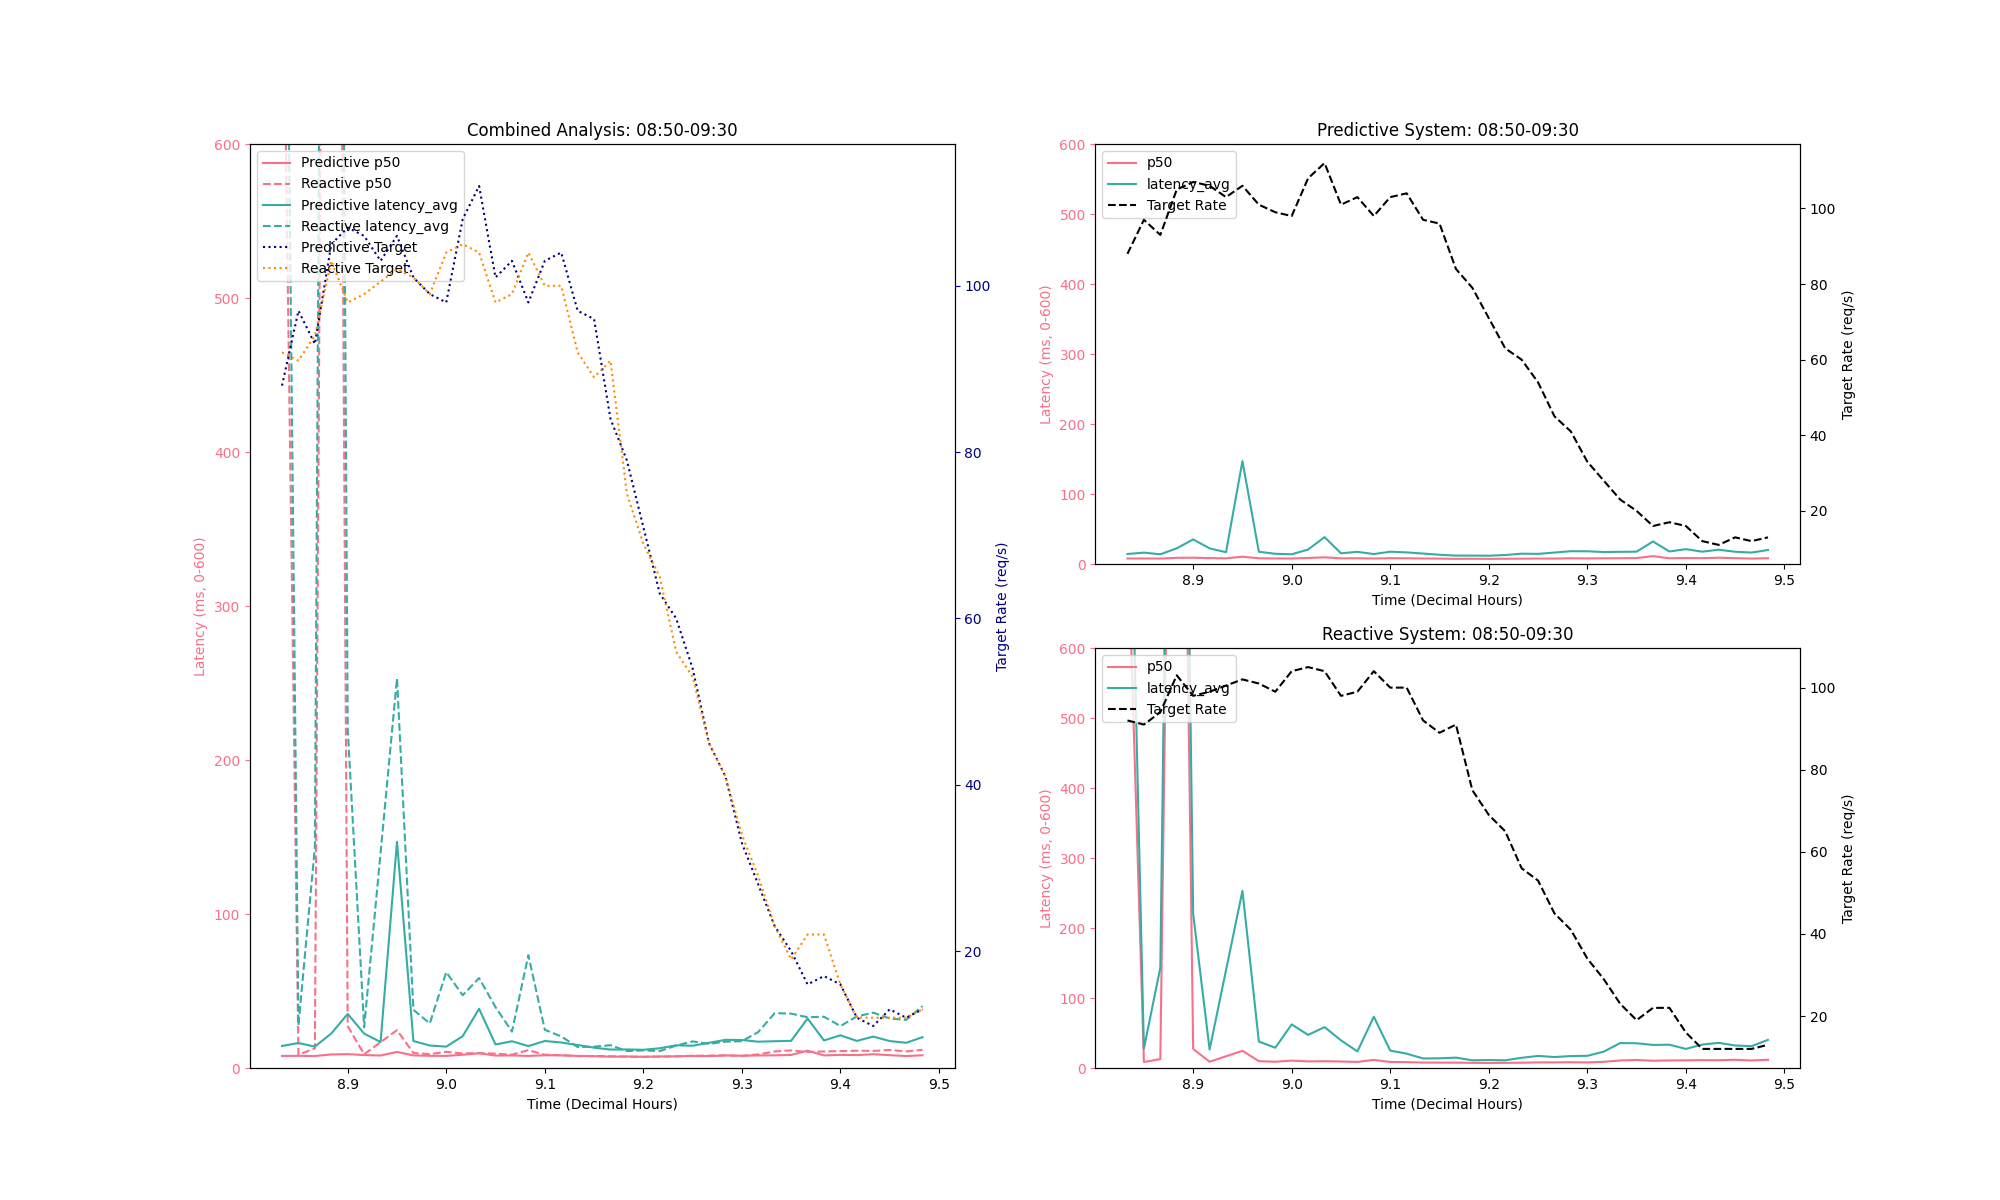 Combined Analysis: 08:50-09:30
600
500
400
300
200
100
0
Latency (ms, 0-600)
Predictive p50
Reactive p50
Predictive latency_avg
Reactive latency_avg
Predictive Target
Reactive Target
100
80
60
40
20
Target Rate (req/s)
8.9 9.0 9.1 9.2 9.3 9.4 9.5
Time (Decimal Hours)
Predictive System: 08:50-09:30
600
500
400
300
200
100
0
Latency (ms, 0-600)
p50
latency_avg
Target Rate
100
80
60
40
20
Target Rate (req/s)
8.9 9.0 9.1 9.2 9.3 9.4 9.5
Time (Decimal Hours)
Reactive System: 08:50-09:30
600
500
400
300
200
100
0
Latency (ms, 0-600)
p50
latency_avg
Target Rate
100
80
60
40
20
Target Rate (req/s)
8.9 9.0 9.1 9.2 9.3 9.4 9.5
Time (Decimal Hours)